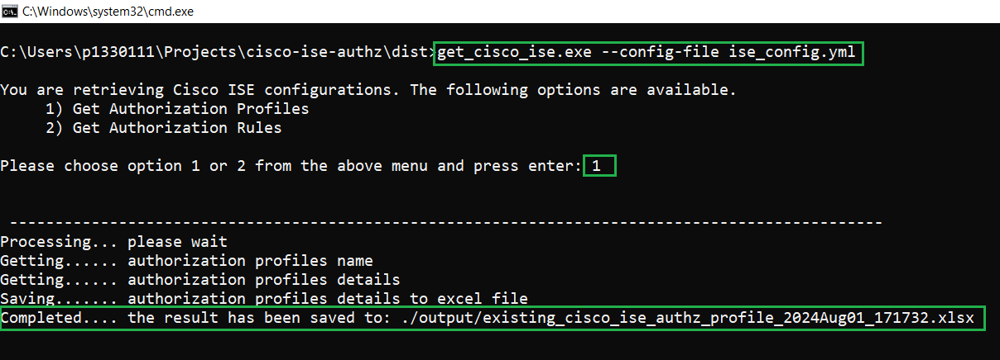 C:\Windows\system32\cmd.exe
C:\Users\p1330111\Projects\cisco-ise-authz\dist>get_cisco_ise.exe --config-file ise_config.yml
You are retrieving Cisco ISE configurations. The following options are available.
1) Get Authorization Profiles
2) Get Authorization Rules
Please choose option 1 or 2 from the above menu and press enter: 1
------------------------------------------------------------------------------------------------
Processing... please wait
Getting...... authorization profiles name
Getting...... authorization profiles details
Saving....... authorization profiles details to excel file
Completed.... the result has been saved to: ./output/existing_cisco_ise_authz_profile_2024Aug01_171732.xlsx